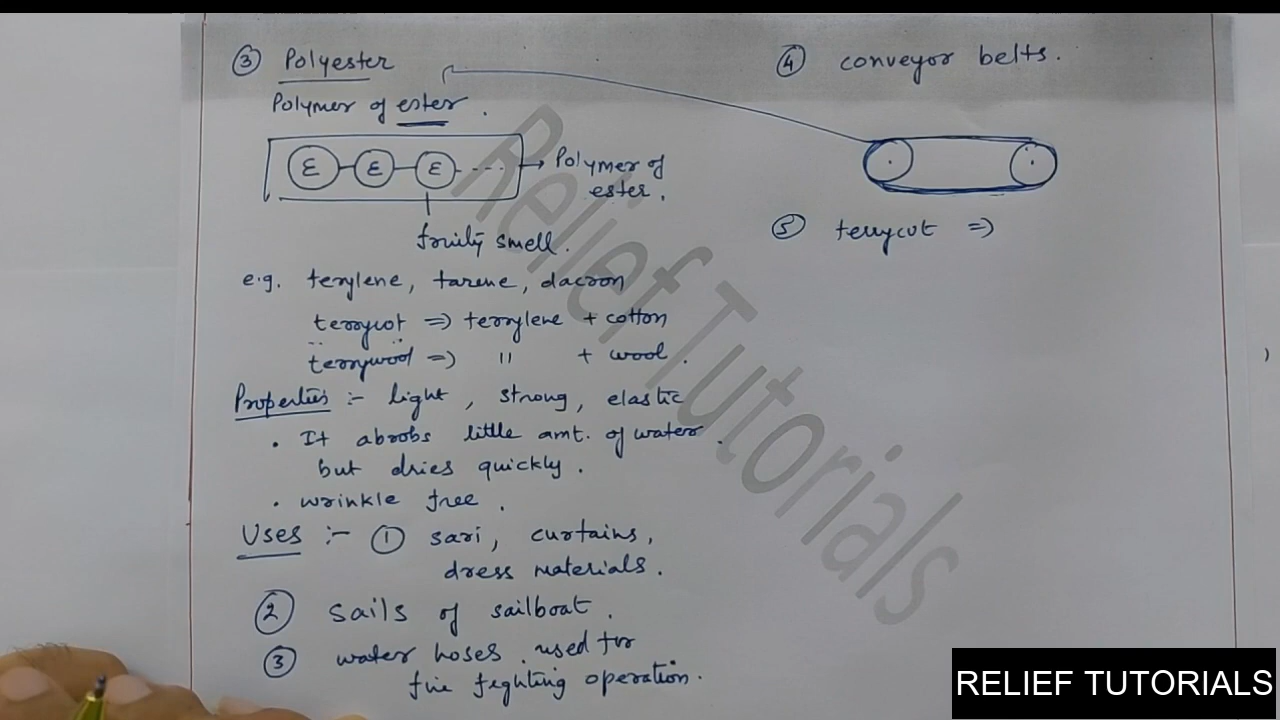 ③ Polyester
Polymer of ester.
E E E .... → Polymer of
ester.
fruity smell.
e.g. terylene, tarene, dacron
terrycot ⇒ terrylene + cotton
terrywool ⇒ " + wool.
Properties :- light, strong, elastic
• It abrobs little amt. of water.
but dries quickly.
• wrinkle free.
Uses :- ① sari, curtains,
dress materials.
② sails of sailboat.
③ water hoses used for
fire fighting operation.
④ conveyor belts.
⑤ terrycot ⇒
Relief Tutorials
RELIEF TUTORIALS